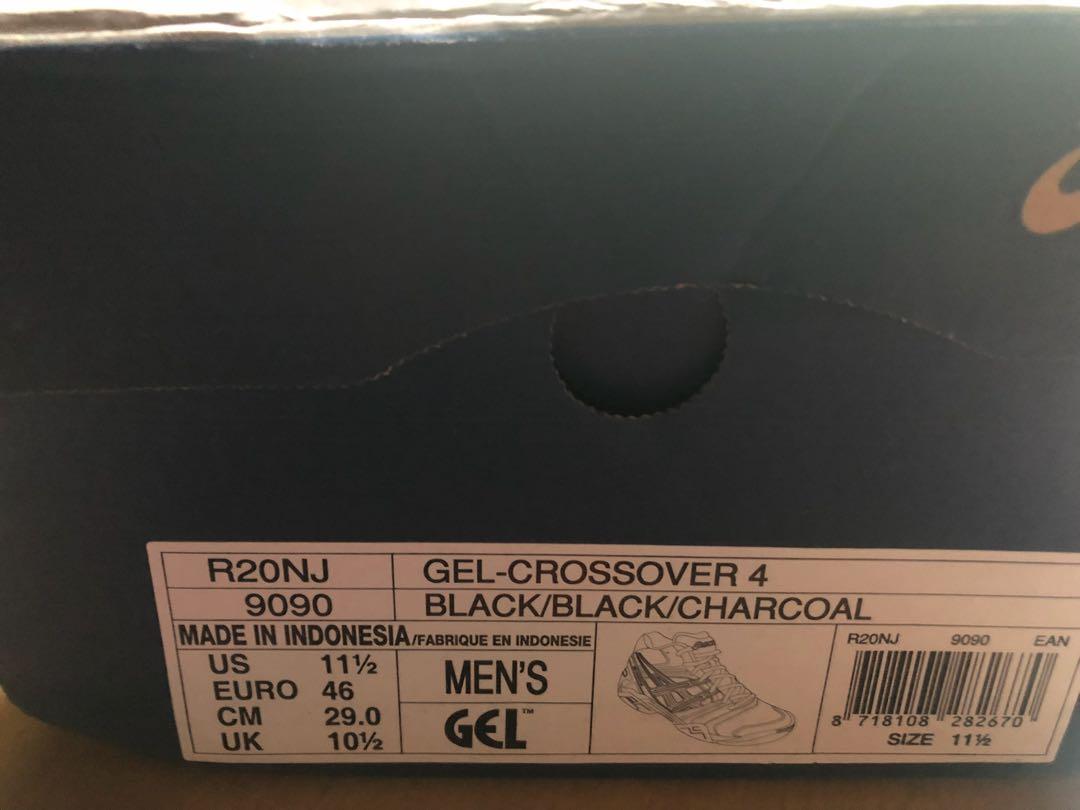 R20NJ
GEL-CROSSOVER 4
9090
BLACK/BLACK/CHARCOAL
MADE IN INDONESIA/FABRIQUE EN INDONESIE
US 11½
EURO 46
CM 29.0
UK 10½
MEN'S
GEL™
R20NJ 9090 EAN
8 718108 282670
SIZE 11½